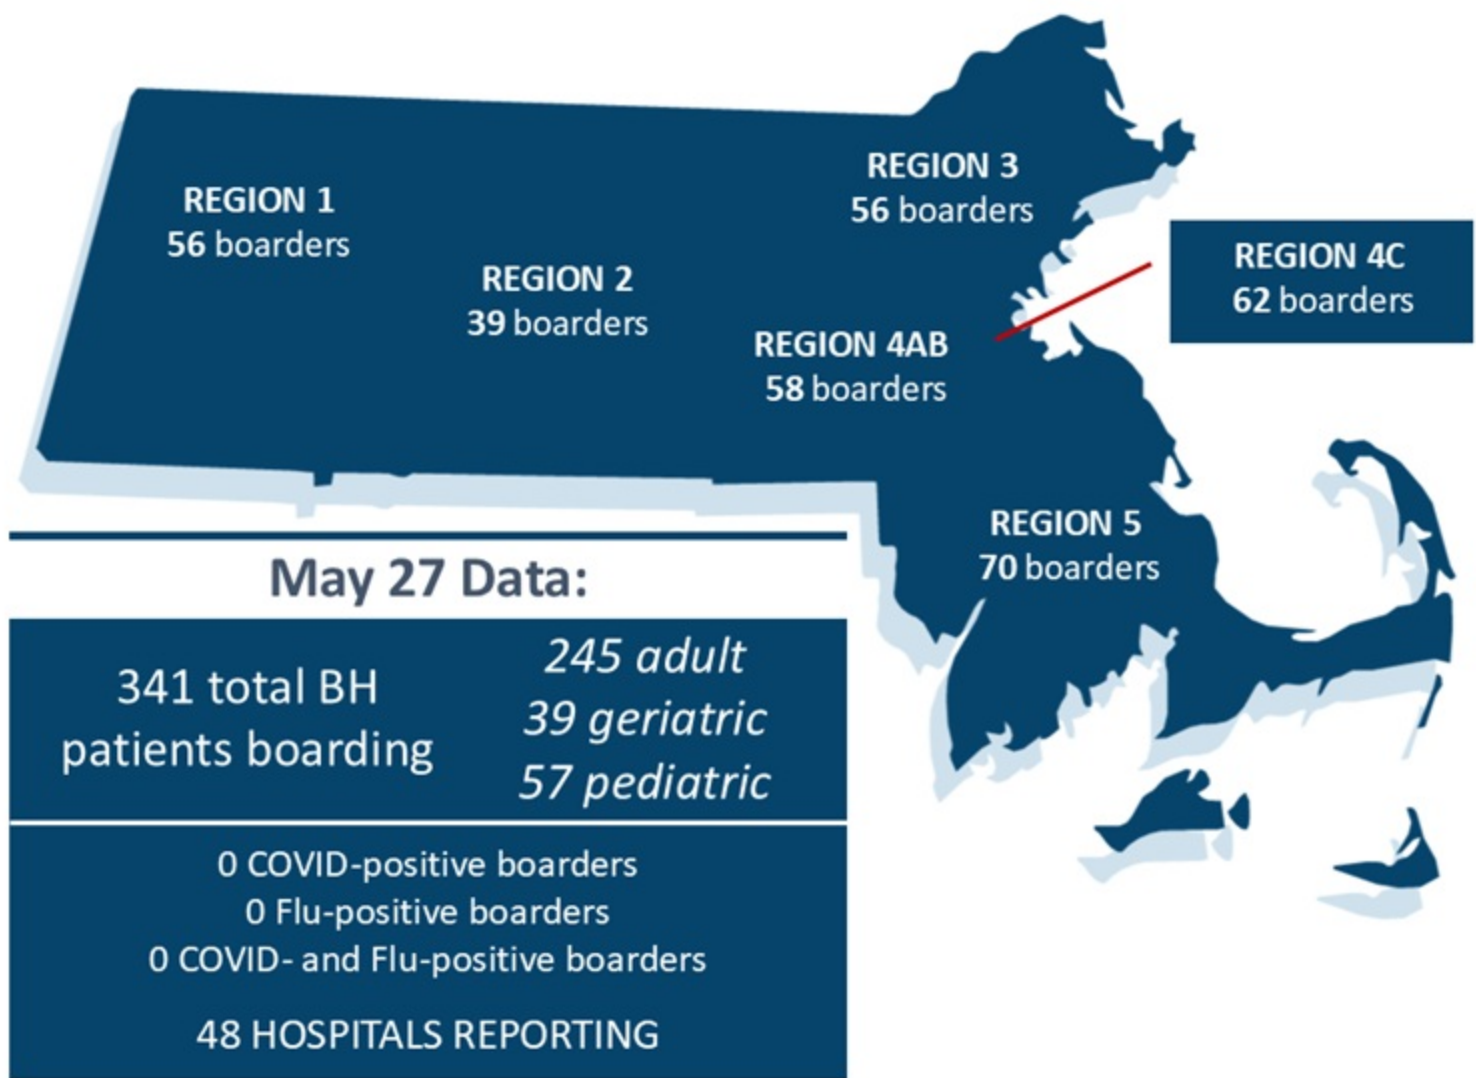 REGION 1
56 boarders
REGION 2
39 boarders
REGION 3
56 boarders
REGION 4AB
58 boarders
REGION 4C
62 boarders
REGION 5
70 boarders
May 27 Data:
341 total BH
patients boarding
245 adult
39 geriatric
57 pediatric
0 COVID-positive boarders
0 Flu-positive boarders
0 COVID- and Flu-positive boarders
48 HOSPITALS REPORTING